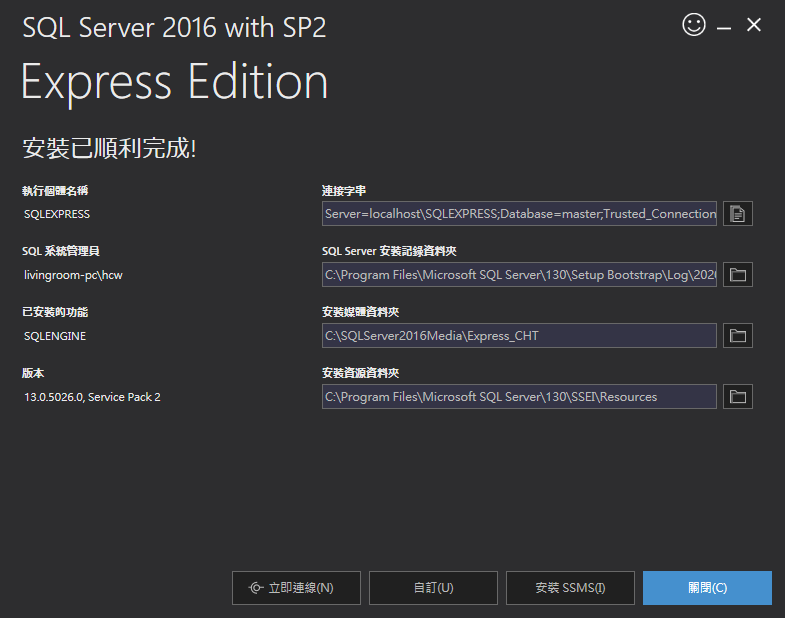 SQL Server 2016 with SP2
Express Edition
安裝已順利完成!
執行個體名稱
SQLEXPRESS
連接字串
Server=localhost\SQLEXPRESS;Database=master;Trusted_Connection
SQL 系統管理員
livingroom-pc\hcw
SQL Server 安裝記錄資料夾
C:\Program Files\Microsoft SQL Server\130\Setup Bootstrap\Log\202
已安裝的功能
SQLENGINE
安裝媒體資料夾
C:\SQLServer2016Media\Express_CHT
版本
13.0.5026.0, Service Pack 2
安裝資源資料夾
C:\Program Files\Microsoft SQL Server\130\SSEI\Resources
立即連線(N)
自訂(U)
安裝 SSMS(I)
關閉(C)